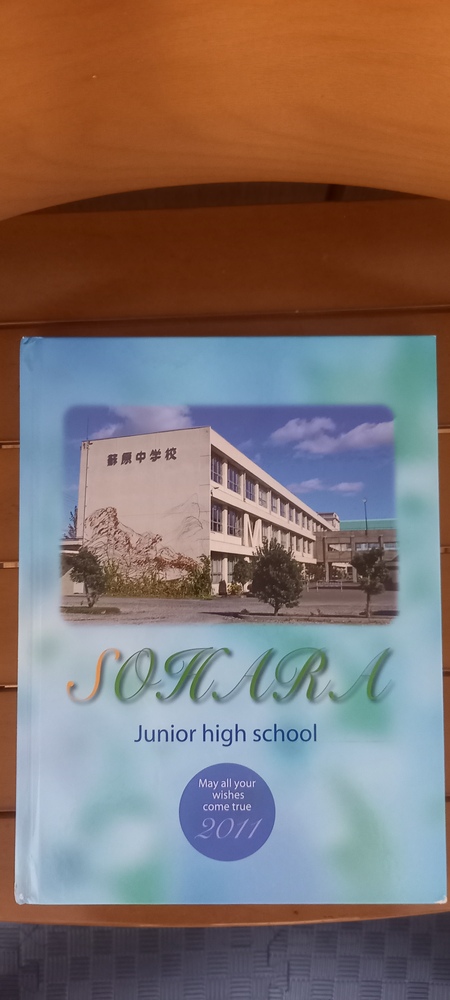 蘇原中学校
SOHARA
Junior high school
May all your
wishes
come true
2011